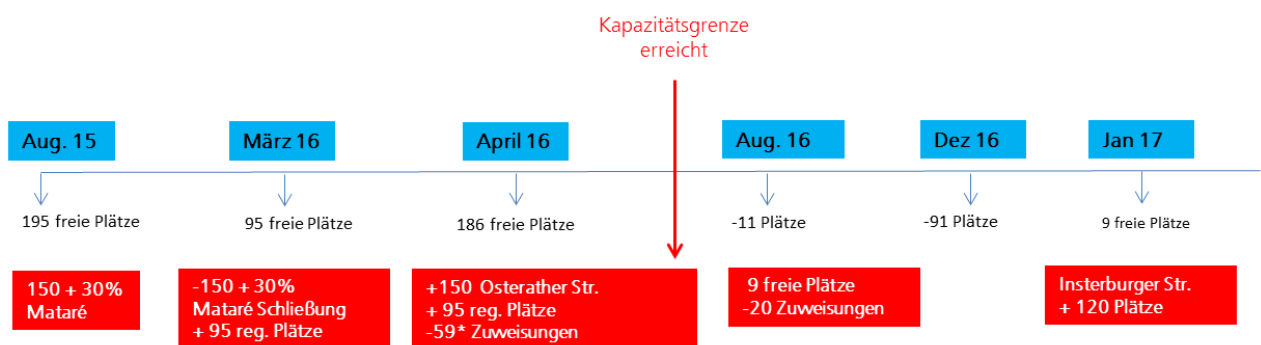 Kapazitätsgrenze
erreicht
Aug. 15
März 16
April 16
Aug. 16
Dez 16
Jan 17
195 freie Plätze
95 freie Plätze
186 freie Plätze
-11 Plätze
-91 Plätze
9 freie Plätze
150 + 30%
Mataré
-150 + 30%
Mataré Schließung
+ 95 reg. Plätze
+150 Osterather Str.
+ 95 reg. Plätze
-59* Zuweisungen
9 freie Plätze
-20 Zuweisungen
Insterburger Str.
+ 120 Plätze